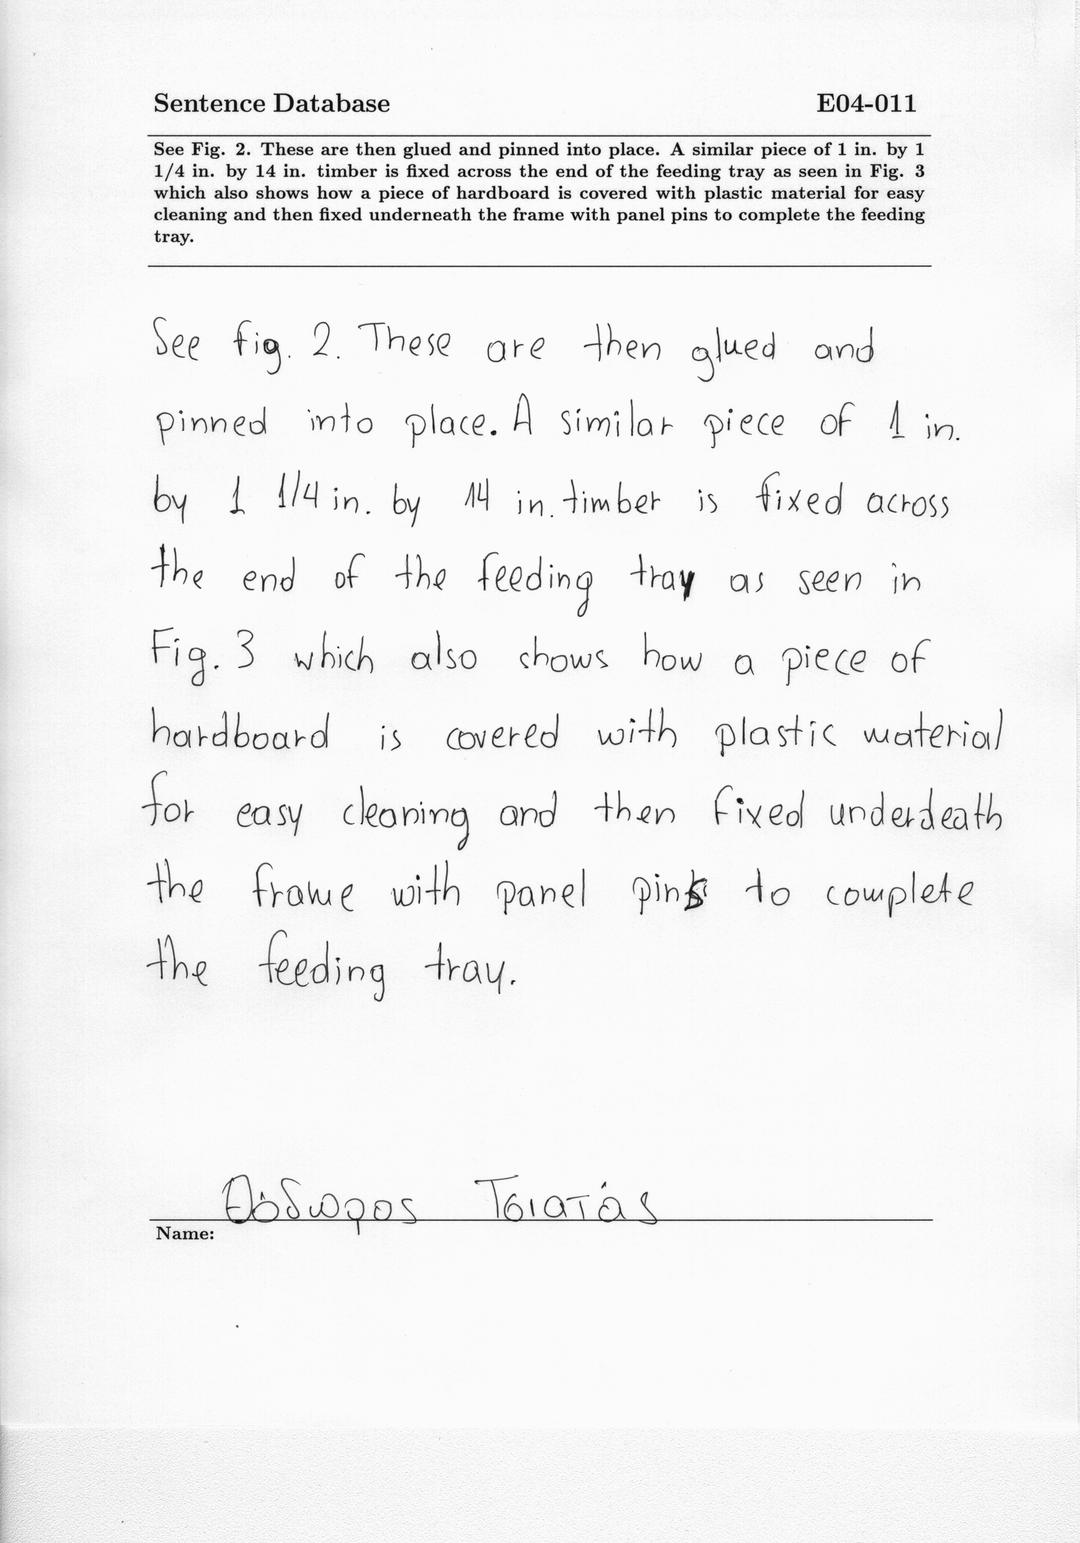 Sentence Database E04-011
See Fig. 2. These are then glued and pinned into place. A similar piece of 1 in. by 1
1/4 in. by 14 in. timber is fixed across the end of the feeding tray as seen in Fig. 3
which also shows how a piece of hardboard is covered with plastic material for easy
cleaning and then fixed underneath the frame with panel pins to complete the feeding
tray.
See fig. 2. These are then glued and
pinned into place. A similar piece of 1 in.
by 1 1/4 in. by 14 in. timber is fixed across
the end of the feeding tray as seen in
Fig. 3 which also shows how a piece of
hardboard is covered with plastic material
for easy cleaning and then fixed underdeath
the frame with panel pins to complete
the feeding tray.
Θόδωρος Τσιατάς
Name: